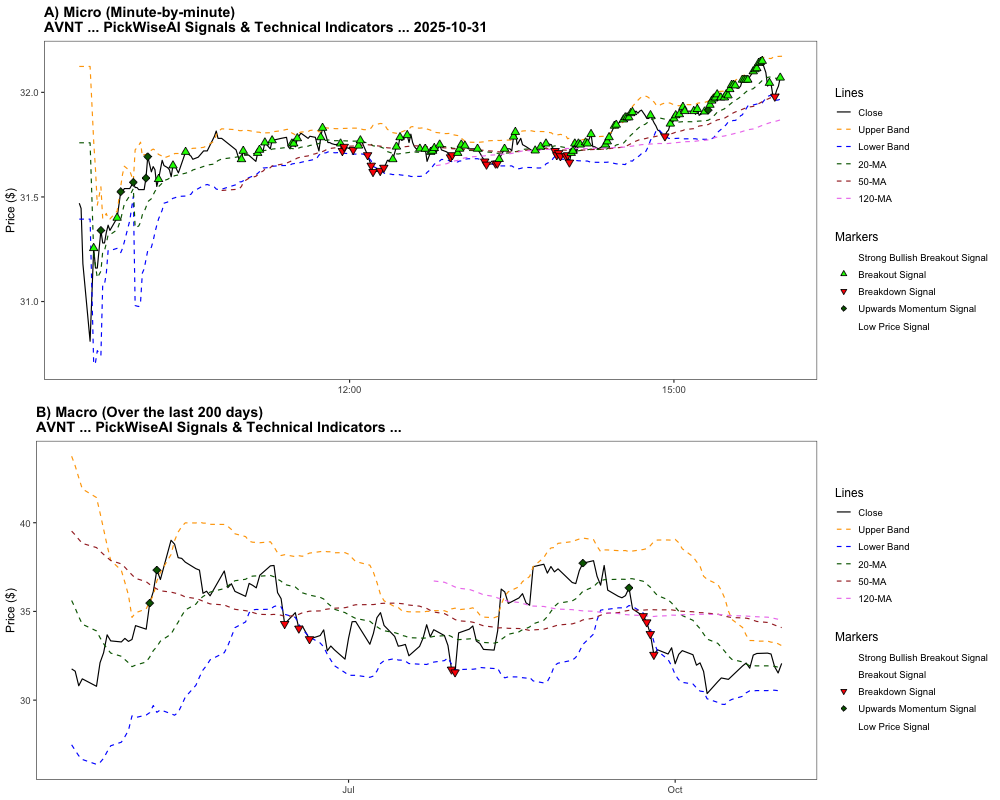 A) Micro (Minute-by-minute)
AVNT ... PickWiseAI Signals & Technical Indicators ... 2025-10-31
Price ($)
32.0
31.5
31.0
12:00
15:00
Lines
Close
Upper Band
Lower Band
20-MA
50-MA
120-MA
Markers
Strong Bullish Breakout Signal
Breakout Signal
Breakdown Signal
Upwards Momentum Signal
Low Price Signal
B) Macro (Over the last 200 days)
AVNT ... PickWiseAI Signals & Technical Indicators ...
Price ($)
40
35
30
Jul
Oct
Lines
Close
Upper Band
Lower Band
20-MA
50-MA
120-MA
Markers
Strong Bullish Breakout Signal
Breakout Signal
Breakdown Signal
Upwards Momentum Signal
Low Price Signal